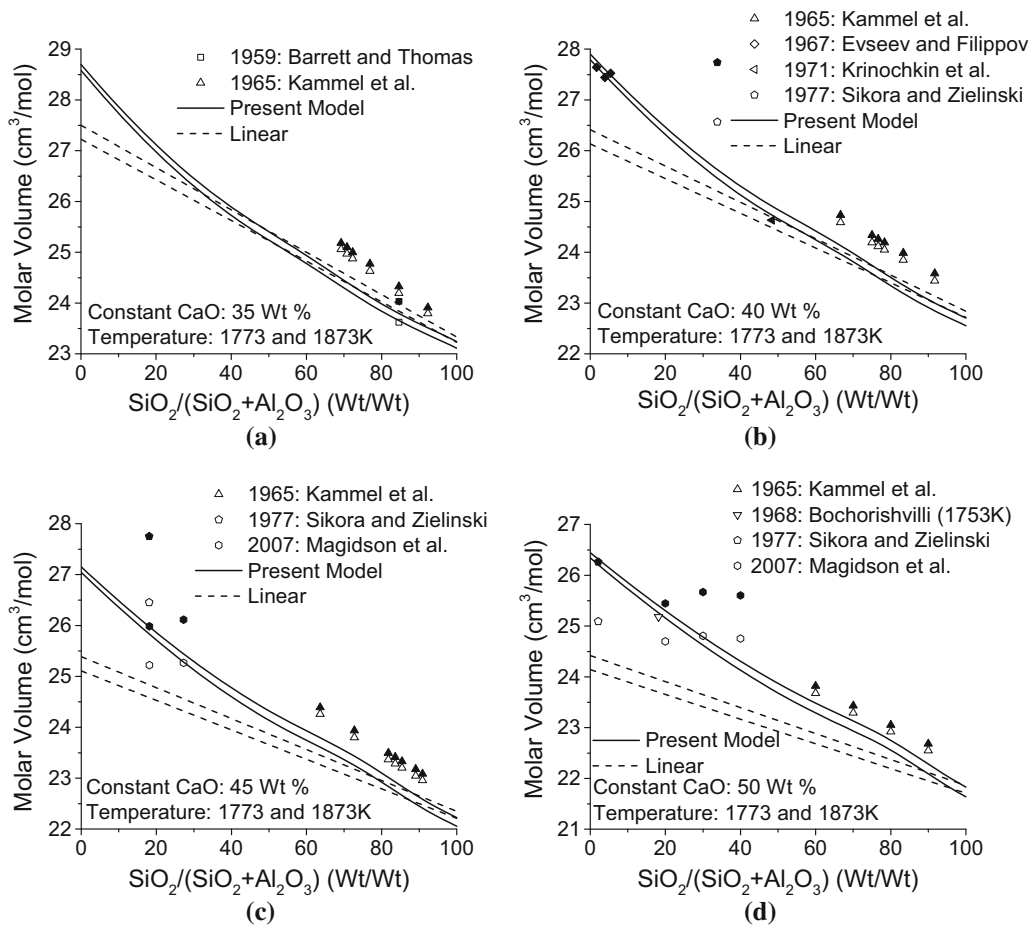 29
28
27
26
25
24
23
Molar Volume (cm³/mol)
1959: Barrett and Thomas
1965: Kammel et al.
Present Model
Linear
Constant CaO: 35 Wt %
Temperature: 1773 and 1873K
0 20 40 60 80 100
SiO₂/(SiO₂+Al₂O₃) (Wt/Wt)
(a)
28
27
26
25
24
23
22
Molar Volume (cm³/mol)
1965: Kammel et al.
1967: Evseev and Filippov
1971: Krinochkin et al.
1977: Sikora and Zielinski
Present Model
Linear
Constant CaO: 40 Wt %
Temperature: 1773 and 1873K
0 20 40 60 80 100
SiO₂/(SiO₂+Al₂O₃) (Wt/Wt)
(b)
28
27
26
25
24
23
22
Molar Volume (cm³/mol)
1965: Kammel et al.
1977: Sikora and Zielinski
2007: Magidson et al.
Present Model
Linear
Constant CaO: 45 Wt %
Temperature: 1773 and 1873K
0 20 40 60 80 100
SiO₂/(SiO₂+Al₂O₃) (Wt/Wt)
(c)
27
26
25
24
23
22
21
Molar Volume (cm³/mol)
1965: Kammel et al.
1968: Bochorishvilli (1753K)
1977: Sikora and Zielinski
2007: Magidson et al.
Present Model
Linear
Constant CaO: 50 Wt %
Temperature: 1773 and 1873K
0 20 40 60 80 100
SiO₂/(SiO₂+Al₂O₃) (Wt/Wt)
(d)